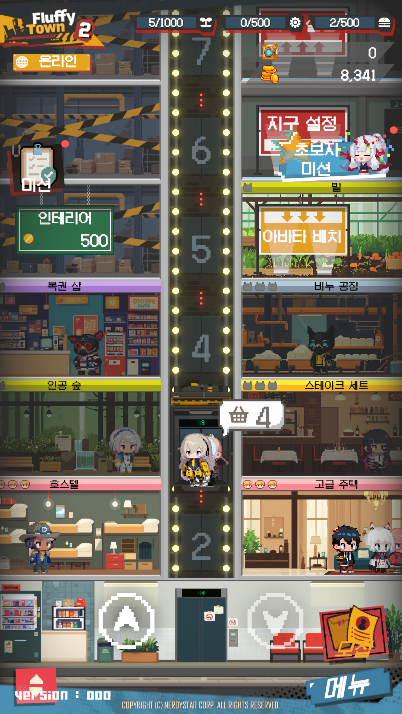 Fluffy Town 2
5/1000
0/500
2/500
온라인
0
8,341
7
지구 설정
초보자
미션
미션
6
밭
인테리어
500
아바타 배치
5
복권 샵
비누 공장
4
인공 숲
스테이크 세트
4
호스텔
고급 주택
2
메뉴
version : 000
COPYRIGHT (C) NERDYSTAR CORP. ALL RIGHTS RESERVED.